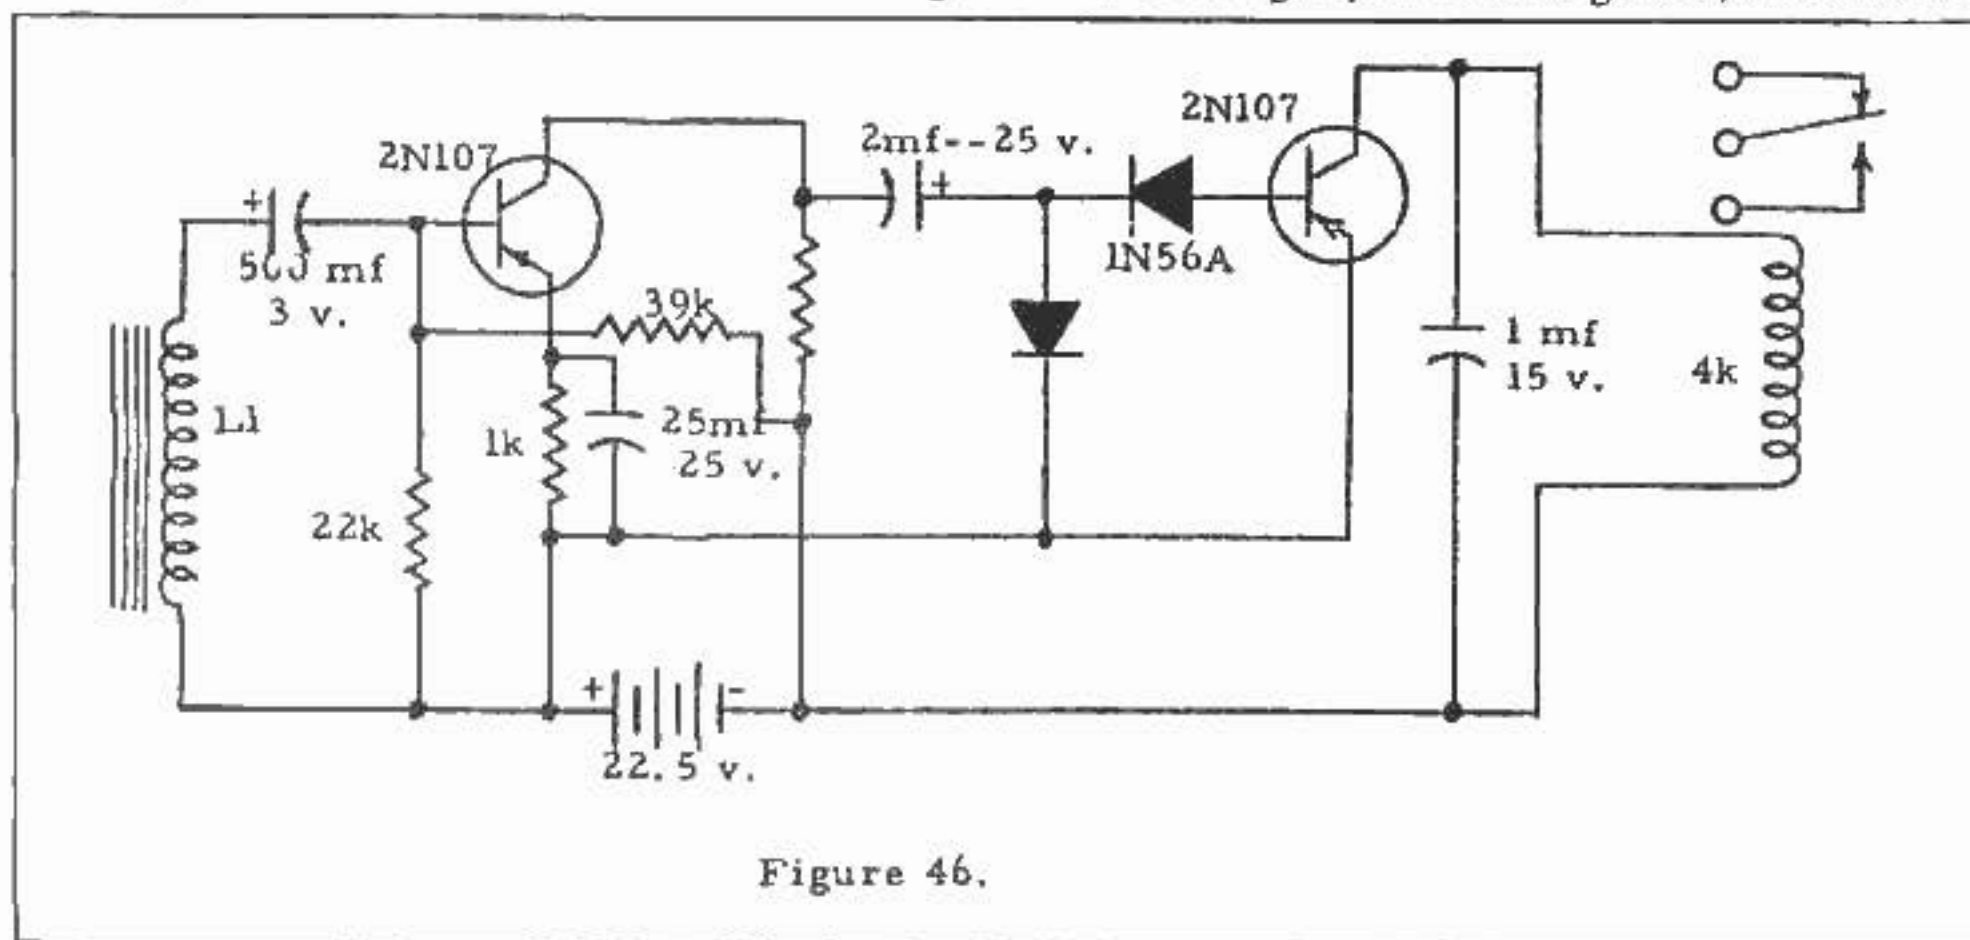 2N107
2mf--25 v.
2N107
+
+
500 mf
3 v.
1N56A
39k
1 mf
15 v.
4k
L1
1k
25mf
25 v.
22k
+
-
22. 5 v.
Figure 46.